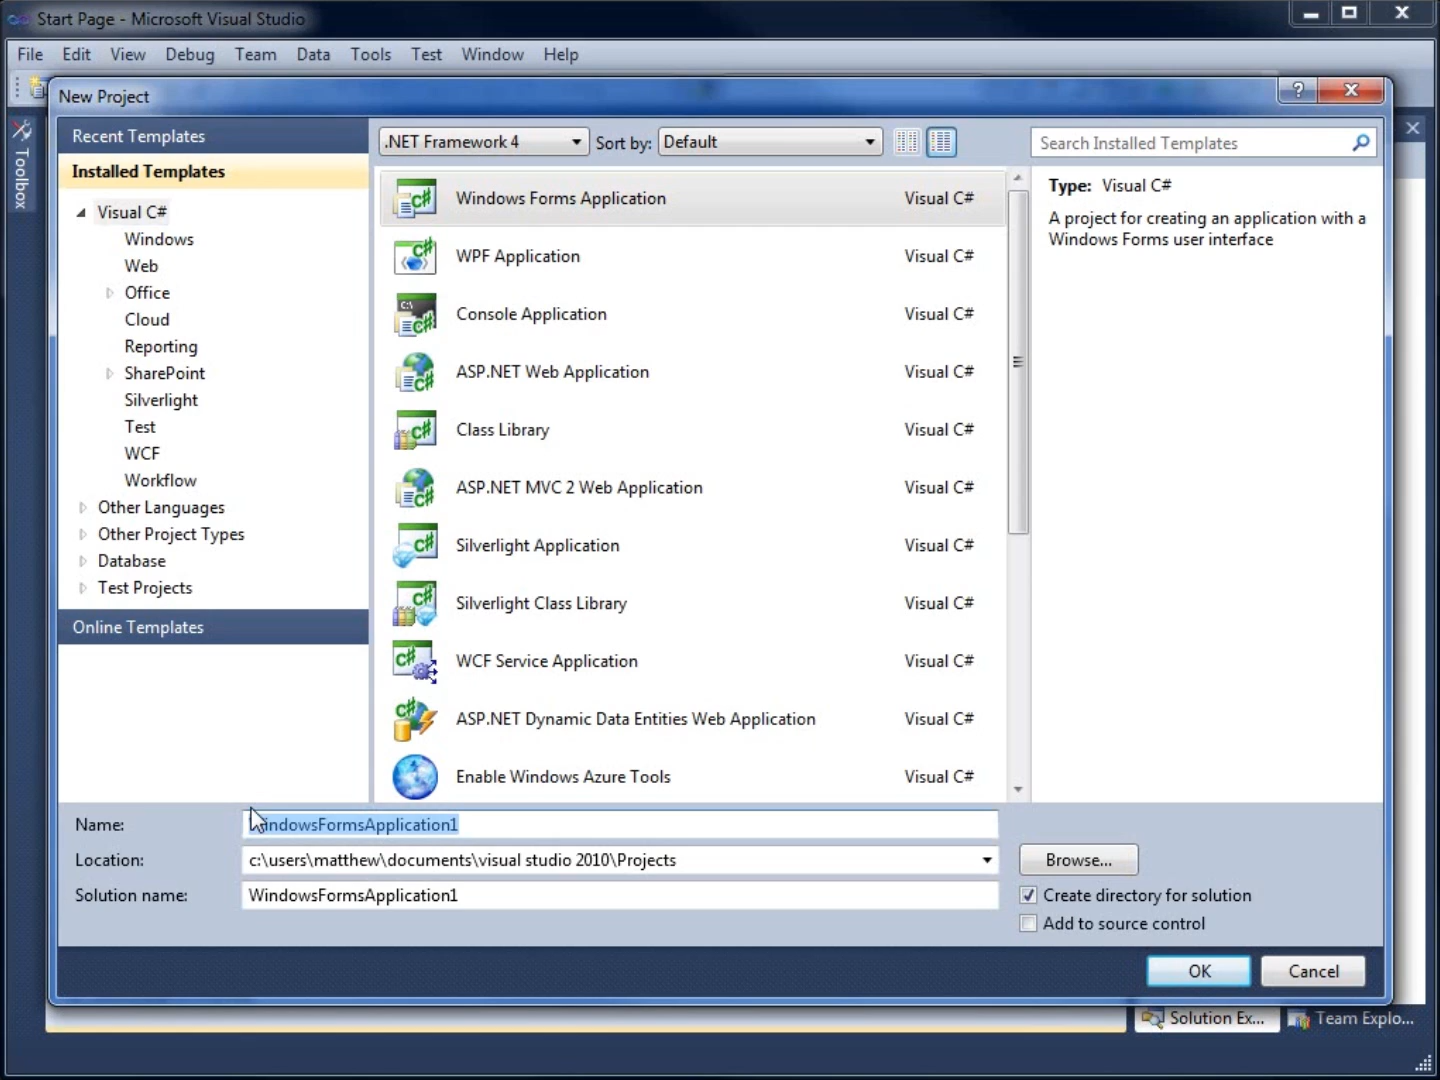 Start Page - Microsoft Visual Studio
File Edit View Debug Team Data Tools Test Window Help
New Project
Toolbox
Recent Templates
Installed Templates
Visual C#
Windows
Web
Office
Cloud
Reporting
SharePoint
Silverlight
Test
WCF
Workflow
Other Languages
Other Project Types
Database
Test Projects
Online Templates
.NET Framework 4 Sort by: Default
Search Installed Templates
Windows Forms Application Visual C#
WPF Application Visual C#
Console Application Visual C#
ASP.NET Web Application Visual C#
Class Library Visual C#
ASP.NET MVC 2 Web Application Visual C#
Silverlight Application Visual C#
Silverlight Class Library Visual C#
WCF Service Application Visual C#
ASP.NET Dynamic Data Entities Web Application Visual C#
Enable Windows Azure Tools Visual C#
Type: Visual C#
A project for creating an application with a
Windows Forms user interface
Name: WindowsFormsApplication1
Location: c:\users\matthew\documents\visual studio 2010\Projects Browse...
Solution name: WindowsFormsApplication1 Create directory for solution
Add to source control
OK Cancel
Solution Ex... Team Explo...